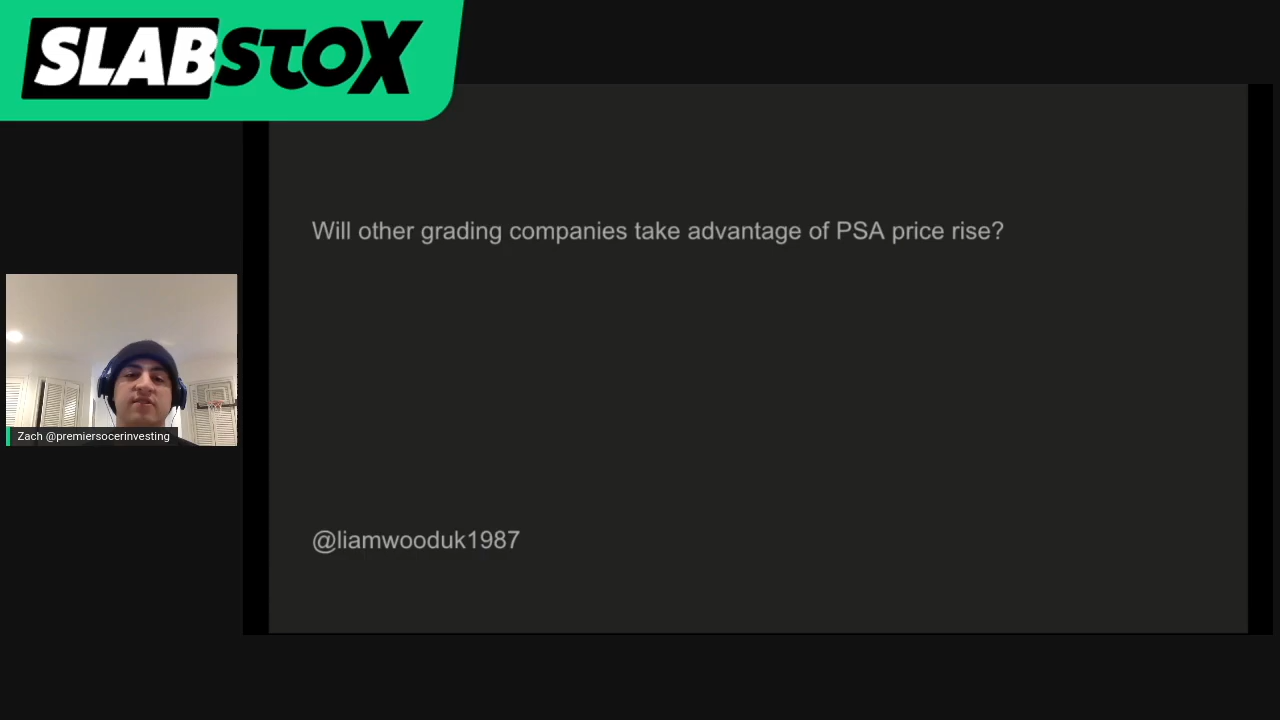 SLABSTOX
Will other grading companies take advantage of PSA price rise?
Zach @premiersocerinvesting
@liamwooduk1987